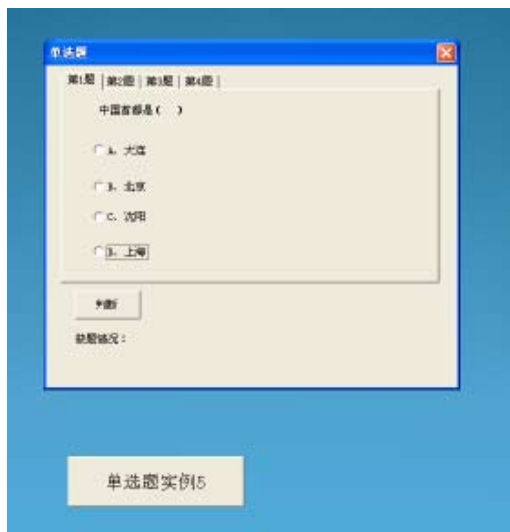 单选题
第1题 第2题 第3题 第4题
中国首都是( )
A、大连
B、北京
C、沈阳
D、上海
判断
做题情况:
单选题实例5